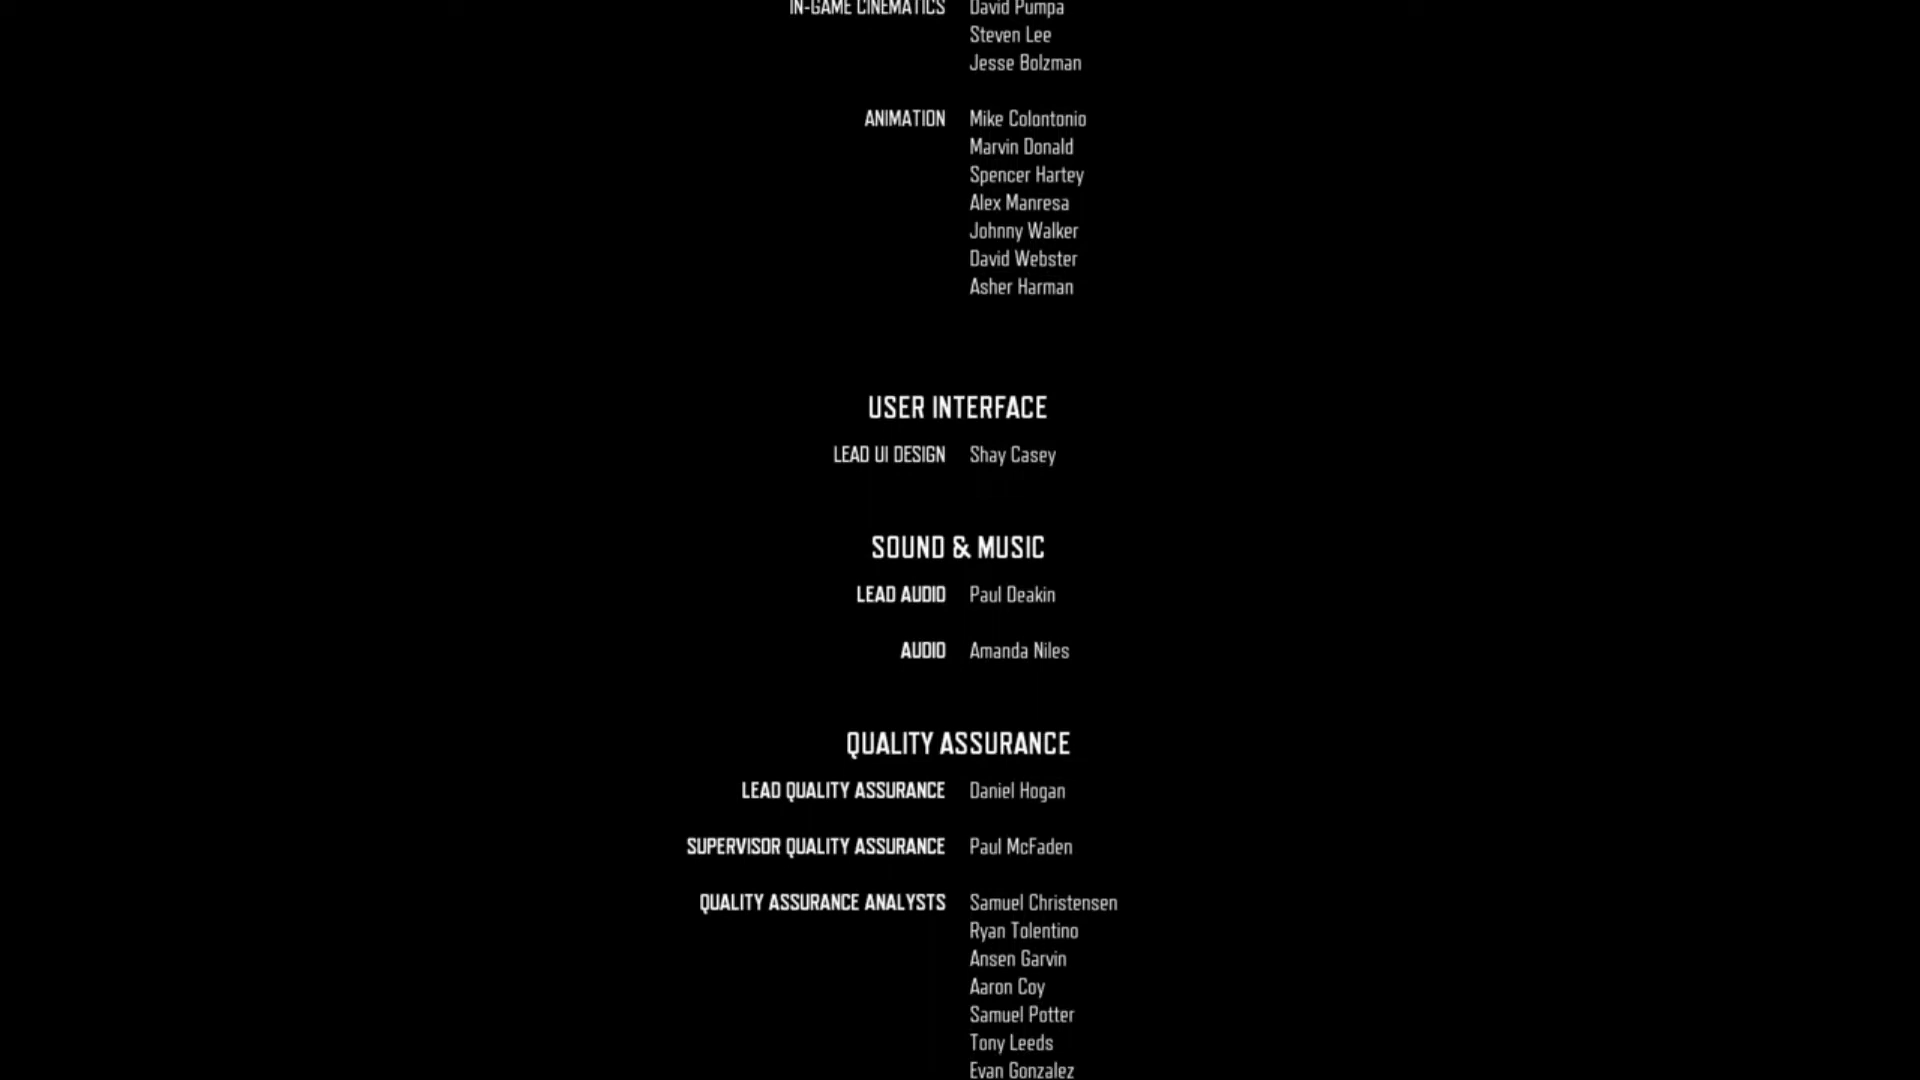 IN-GAME CINEMATICS David Pumpa
Steven Lee
Jesse Bolzman
ANIMATION Mike Colontonio
Marvin Donald
Spencer Hartey
Alex Manresa
Johnny Walker
David Webster
Asher Harman
USER INTERFACE
LEAD UI DESIGN Shay Casey
SOUND & MUSIC
LEAD AUDIO Paul Deakin
AUDIO Amanda Niles
QUALITY ASSURANCE
LEAD QUALITY ASSURANCE Daniel Hogan
SUPERVISOR QUALITY ASSURANCE Paul McFaden
QUALITY ASSURANCE ANALYSTS Samuel Christensen
Ryan Tolentino
Ansen Garvin
Aaron Coy
Samuel Potter
Tony Leeds
Evan Gonzalez